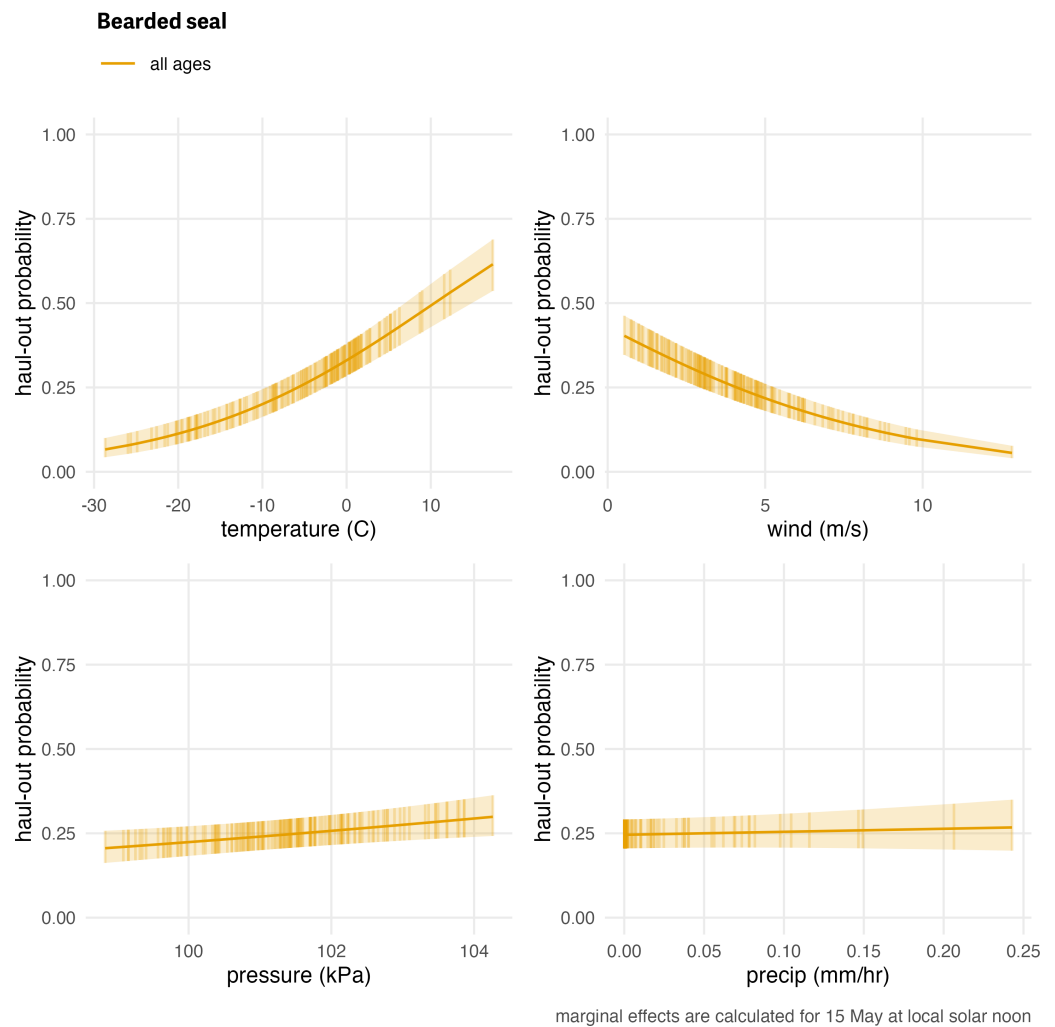 Bearded seal
all ages
haul-out probability
1.00
0.75
0.50
0.25
0.00
-30 -20 -10 0 10
temperature (C)
haul-out probability
1.00
0.75
0.50
0.25
0.00
0 5 10
wind (m/s)
haul-out probability
1.00
0.75
0.50
0.25
0.00
100 102 104
pressure (kPa)
haul-out probability
1.00
0.75
0.50
0.25
0.00
0.00 0.05 0.10 0.15 0.20 0.25
precip (mm/hr)
marginal effects are calculated for 15 May at local solar noon